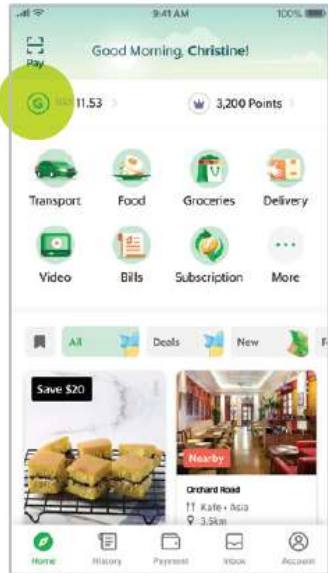 9:41 AM 100%
Good Morning, Christine!
Pay
G 11.53 3,200 Points
Transport Food Groceries Delivery
Video Bills Subscription More
All Deals New F
Save $20
Nearby
Orchard Road
Kafe • Asia
3.5km
Home History Payment Inbox Account